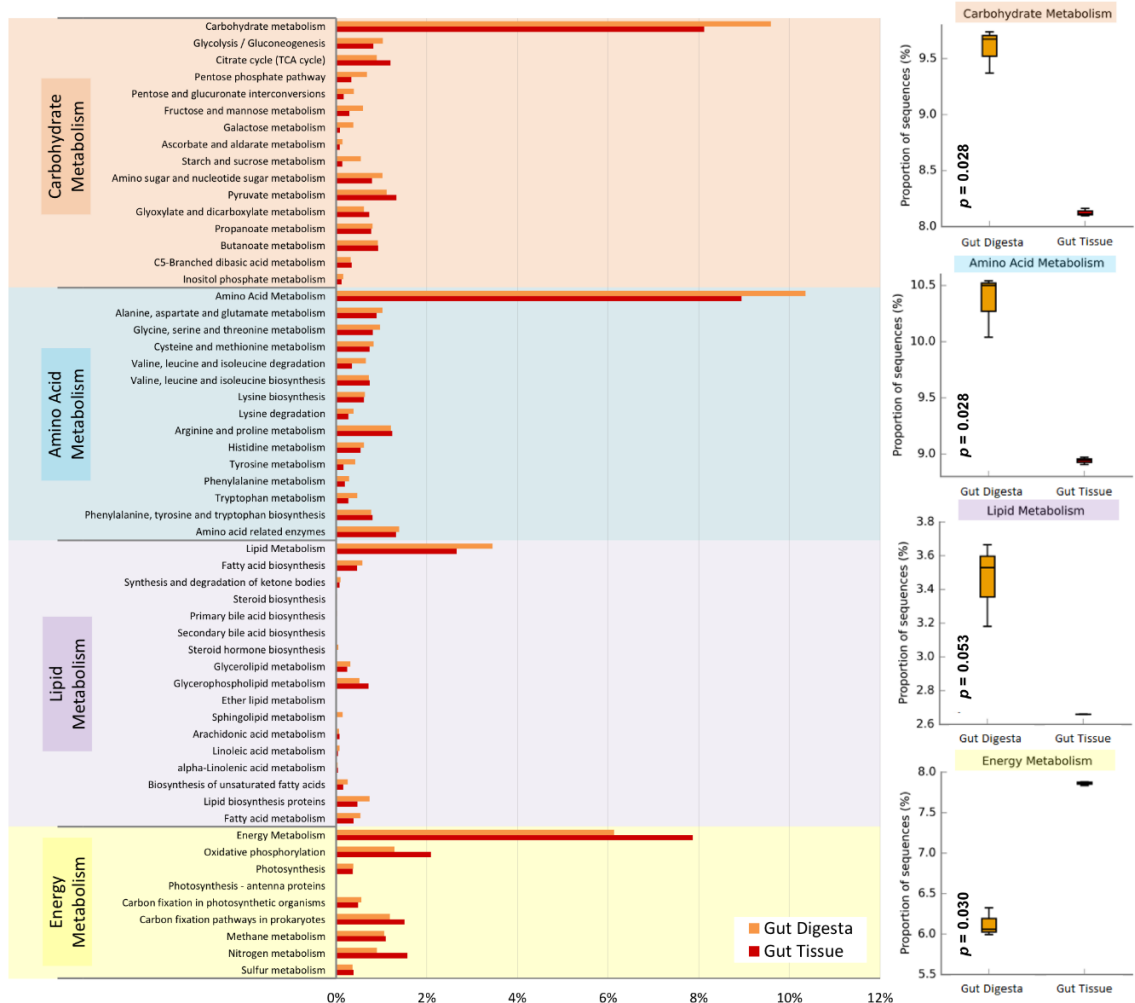 Carbohydrate
Metabolism
Carbohydrate metabolism
Glycolysis / Gluconeogenesis
Citrate cycle (TCA cycle)
Pentose phosphate pathway
Pentose and glucuronate interconversions
Fructose and mannose metabolism
Galactose metabolism
Ascorbate and aldarate metabolism
Starch and sucrose metabolism
Amino sugar and nucleotide sugar metabolism
Pyruvate metabolism
Glyoxylate and dicarboxylate metabolism
Propanoate metabolism
Butanoate metabolism
C5-Branched dibasic acid metabolism
Inositol phosphate metabolism
Amino Acid
Metabolism
Amino Acid Metabolism
Alanine, aspartate and glutamate metabolism
Glycine, serine and threonine metabolism
Cysteine and methionine metabolism
Valine, leucine and isoleucine degradation
Valine, leucine and isoleucine biosynthesis
Lysine biosynthesis
Lysine degradation
Arginine and proline metabolism
Histidine metabolism
Tyrosine metabolism
Phenylalanine metabolism
Tryptophan metabolism
Phenylalanine, tyrosine and tryptophan biosynthesis
Amino acid related enzymes
Lipid
Metabolism
Lipid Metabolism
Fatty acid biosynthesis
Synthesis and degradation of ketone bodies
Steroid biosynthesis
Primary bile acid biosynthesis
Secondary bile acid biosynthesis
Steroid hormone biosynthesis
Glycerolipid metabolism
Glycerophospholipid metabolism
Ether lipid metabolism
Sphingolipid metabolism
Arachidonic acid metabolism
Linoleic acid metabolism
alpha-Linolenic acid metabolism
Biosynthesis of unsaturated fatty acids
Lipid biosynthesis proteins
Fatty acid metabolism
Energy
Metabolism
Energy Metabolism
Oxidative phosphorylation
Photosynthesis
Photosynthesis - antenna proteins
Carbon fixation in photosynthetic organisms
Carbon fixation pathways in prokaryotes
Methane metabolism
Nitrogen metabolism
Sulfur metabolism
0% 2% 4% 6% 8% 10% 12%
Gut Digesta
Gut Tissue
Carbohydrate Metabolism
Proportion of sequences (%)
9.5
9.0
8.5
8.0
p = 0.028
Gut Digesta Gut Tissue
Amino Acid Metabolism
Proportion of sequences (%)
10.5
10.0
9.5
9.0
p = 0.028
Gut Digesta Gut Tissue
Lipid Metabolism
Proportion of sequences (%)
3.8
3.6
3.4
3.2
3.0
2.8
2.6
p = 0.053
Gut Digesta Gut Tissue
Energy Metabolism
Proportion of sequences (%)
8.0
7.5
7.0
6.5
6.0
5.5
p = 0.030
Gut Digesta Gut Tissue